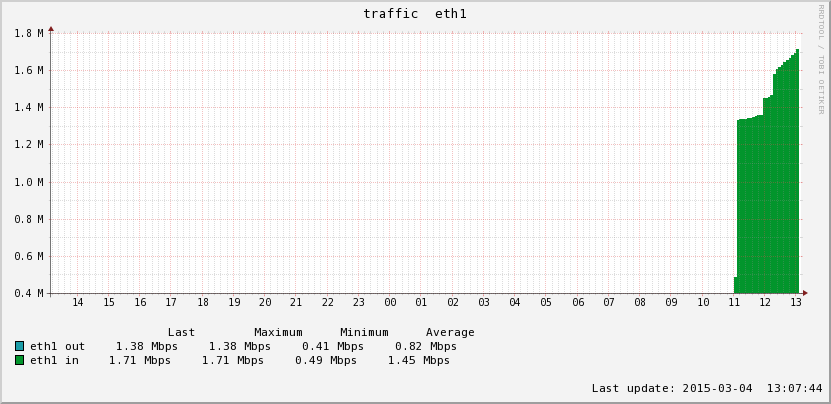 traffic eth1
RRDTOOL / TOBI OETIKER
1.8 M
1.6 M
1.4 M
1.2 M
1.0 M
0.8 M
0.6 M
0.4 M
14 15 16 17 18 19 20 21 22 23 00 01 02 03 04 05 06 07 08 09 10 11 12 13
Last Maximum Minimum Average
eth1 out 1.38 Mbps 1.38 Mbps 0.41 Mbps 0.82 Mbps
eth1 in 1.71 Mbps 1.71 Mbps 0.49 Mbps 1.45 Mbps
Last update: 2015-03-04 13:07:44